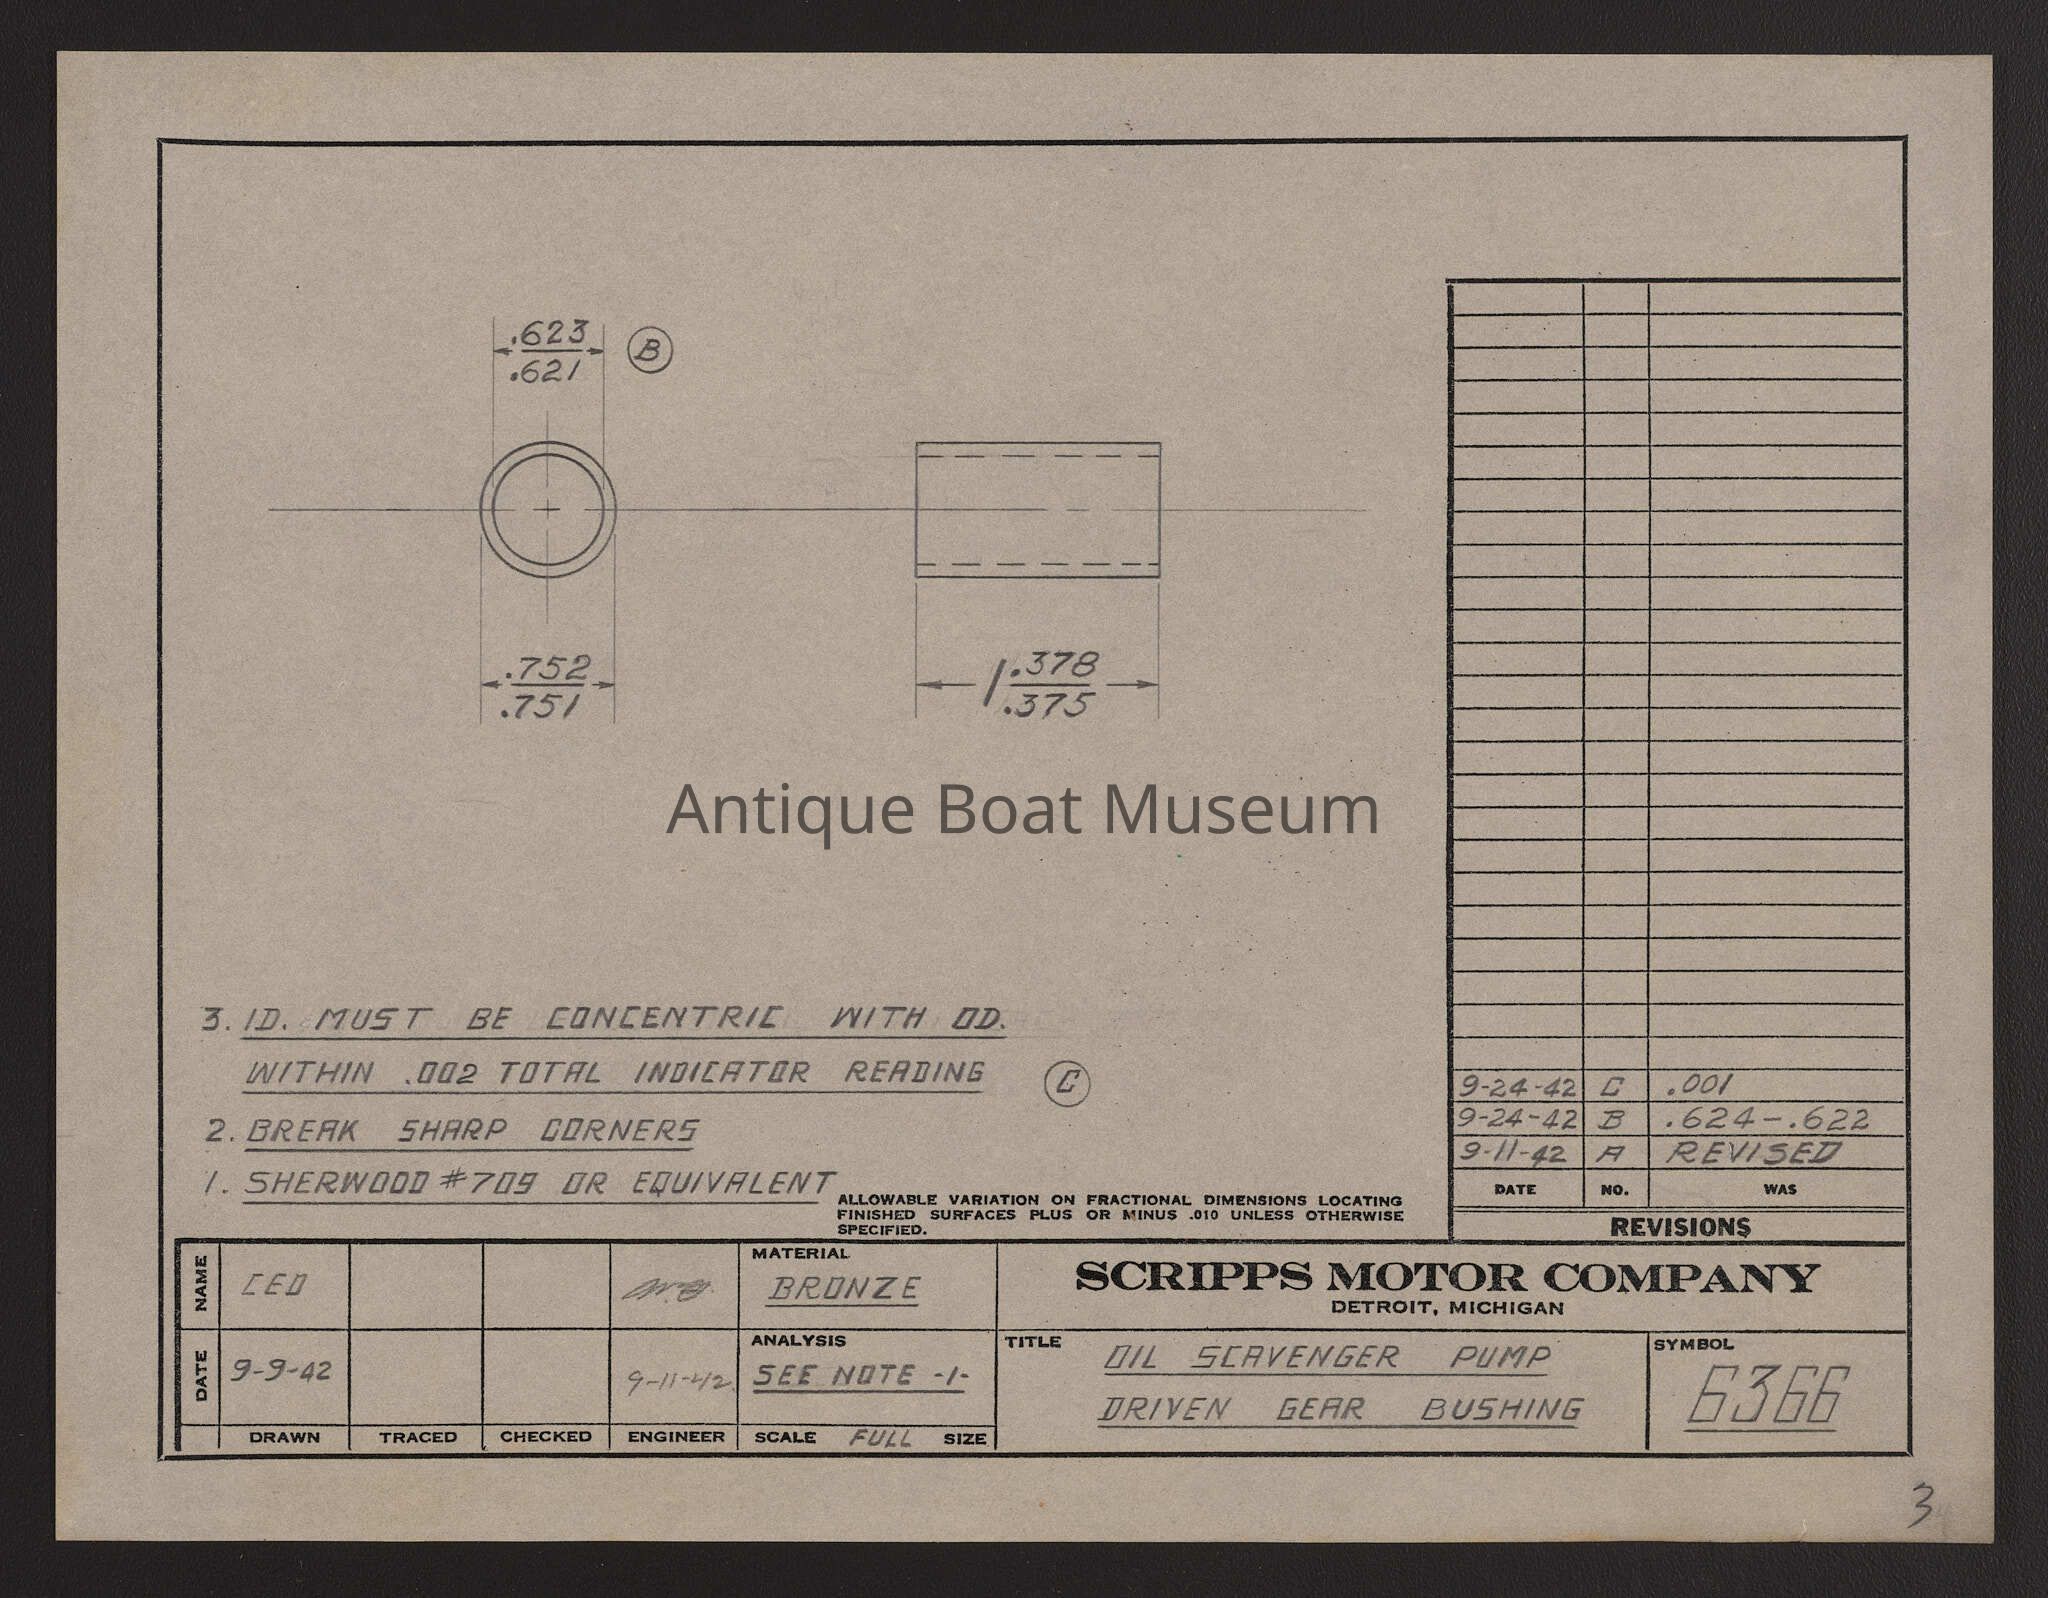 .623
.621
B
.752
.751
1 .378
.375
Antique Boat Museum
3. ID. MUST BE CONCENTRIC WITH OD.
WITHIN .002 TOTAL INDICATOR READING
C
2. BREAK SHARP CORNERS
1. SHERWOOD #709 OR EQUIVALENT
ALLOWABLE VARIATION ON FRACTIONAL DIMENSIONS LOCATING
FINISHED SURFACES PLUS OR MINUS .010 UNLESS OTHERWISE
SPECIFIED.
9-24-42 C .001
9-24-42 B .624-.622
9-11-42 A REVISED
DATE NO. WAS
REVISIONS
NAME CED
MATERIAL
BRONZE
DATE 9-9-42 9-11-42
ANALYSIS
SEE NOTE -1-
DRAWN TRACED CHECKED ENGINEER SCALE FULL SIZE
SCRIPPS MOTOR COMPANY
DETROIT, MICHIGAN
TITLE OIL SCAVENGER PUMP
DRIVEN GEAR BUSHING
SYMBOL
6366
3